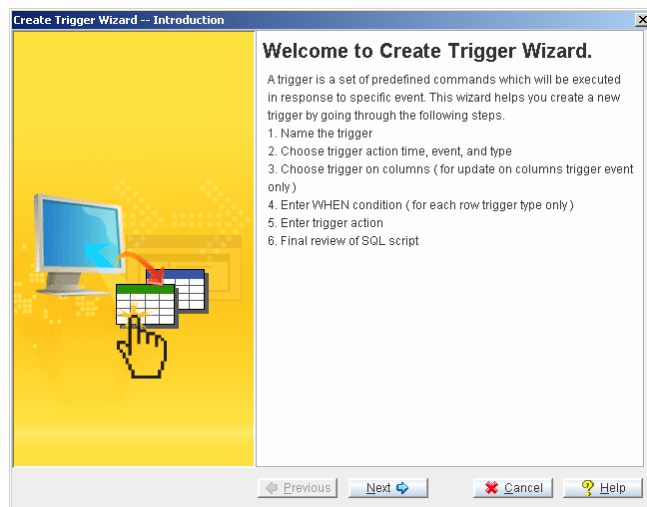 Create Trigger Wizard -- Introduction
Welcome to Create Trigger Wizard.
A trigger is a set of predefined commands which will be executed
in response to specific event. This wizard helps you create a new
trigger by going through the following steps.
1. Name the trigger
2. Choose trigger action time, event, and type
3. Choose trigger on columns ( for update on columns trigger event
only )
4. Enter WHEN condition ( for each row trigger type only )
5. Enter trigger action
6. Final review of SQL script
Previous Next Cancel Help